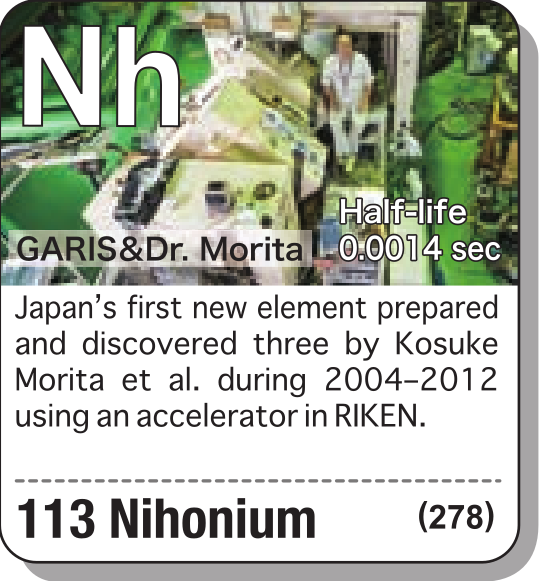 Nh
Half-life
GARIS&Dr. Morita 0.0014 sec
Japan's first new element prepared
and discovered three by Kosuke
Morita et al. during 2004–2012
using an accelerator in RIKEN.
113 Nihonium (278)